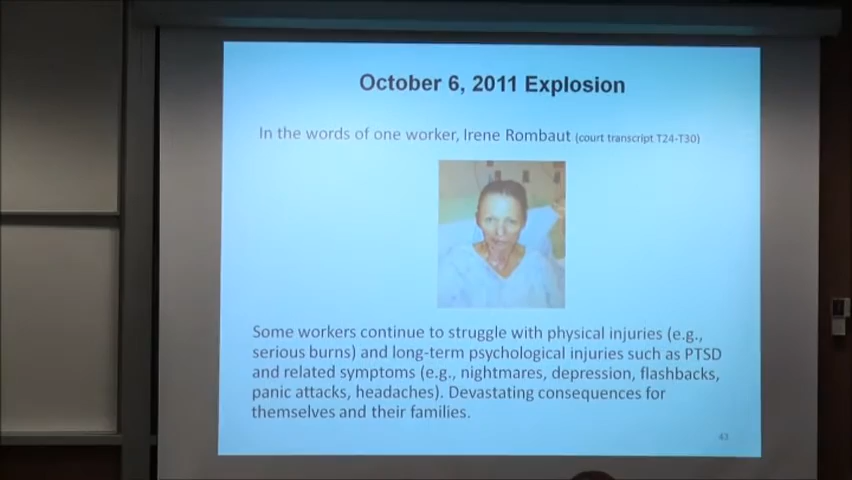 October 6, 2011 Explosion
In the words of one worker, Irene Rombaut (court transcript T24-T30)
Some workers continue to struggle with physical injuries (e.g.,
serious burns) and long-term psychological injuries such as PTSD
and related symptoms (e.g., nightmares, depression, flashbacks,
panic attacks, headaches). Devastating consequences for
themselves and their families.
43